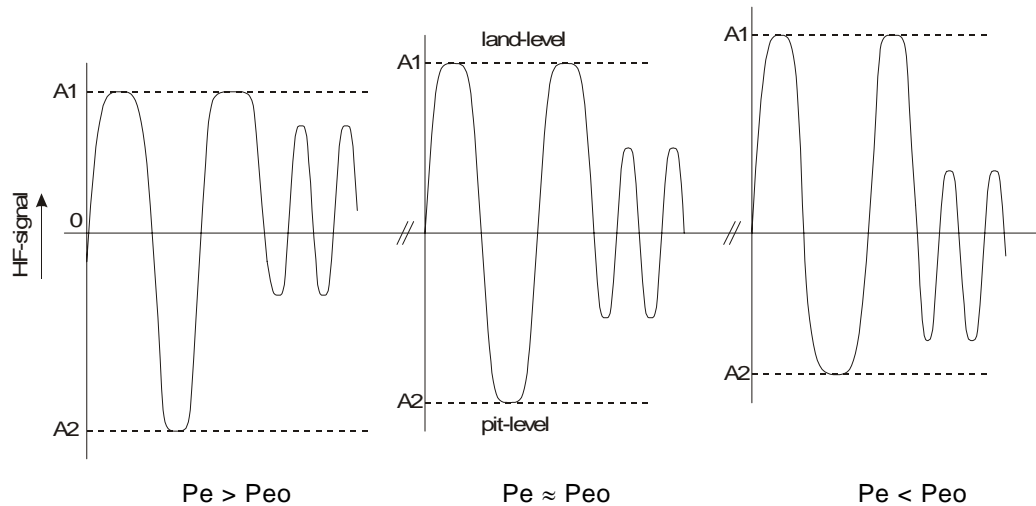 A1
0
A2
HF-signal
Pe > Peo
land-level
A1
A2
pit-level
Pe ≈ Peo
A1
A2
Pe < Peo